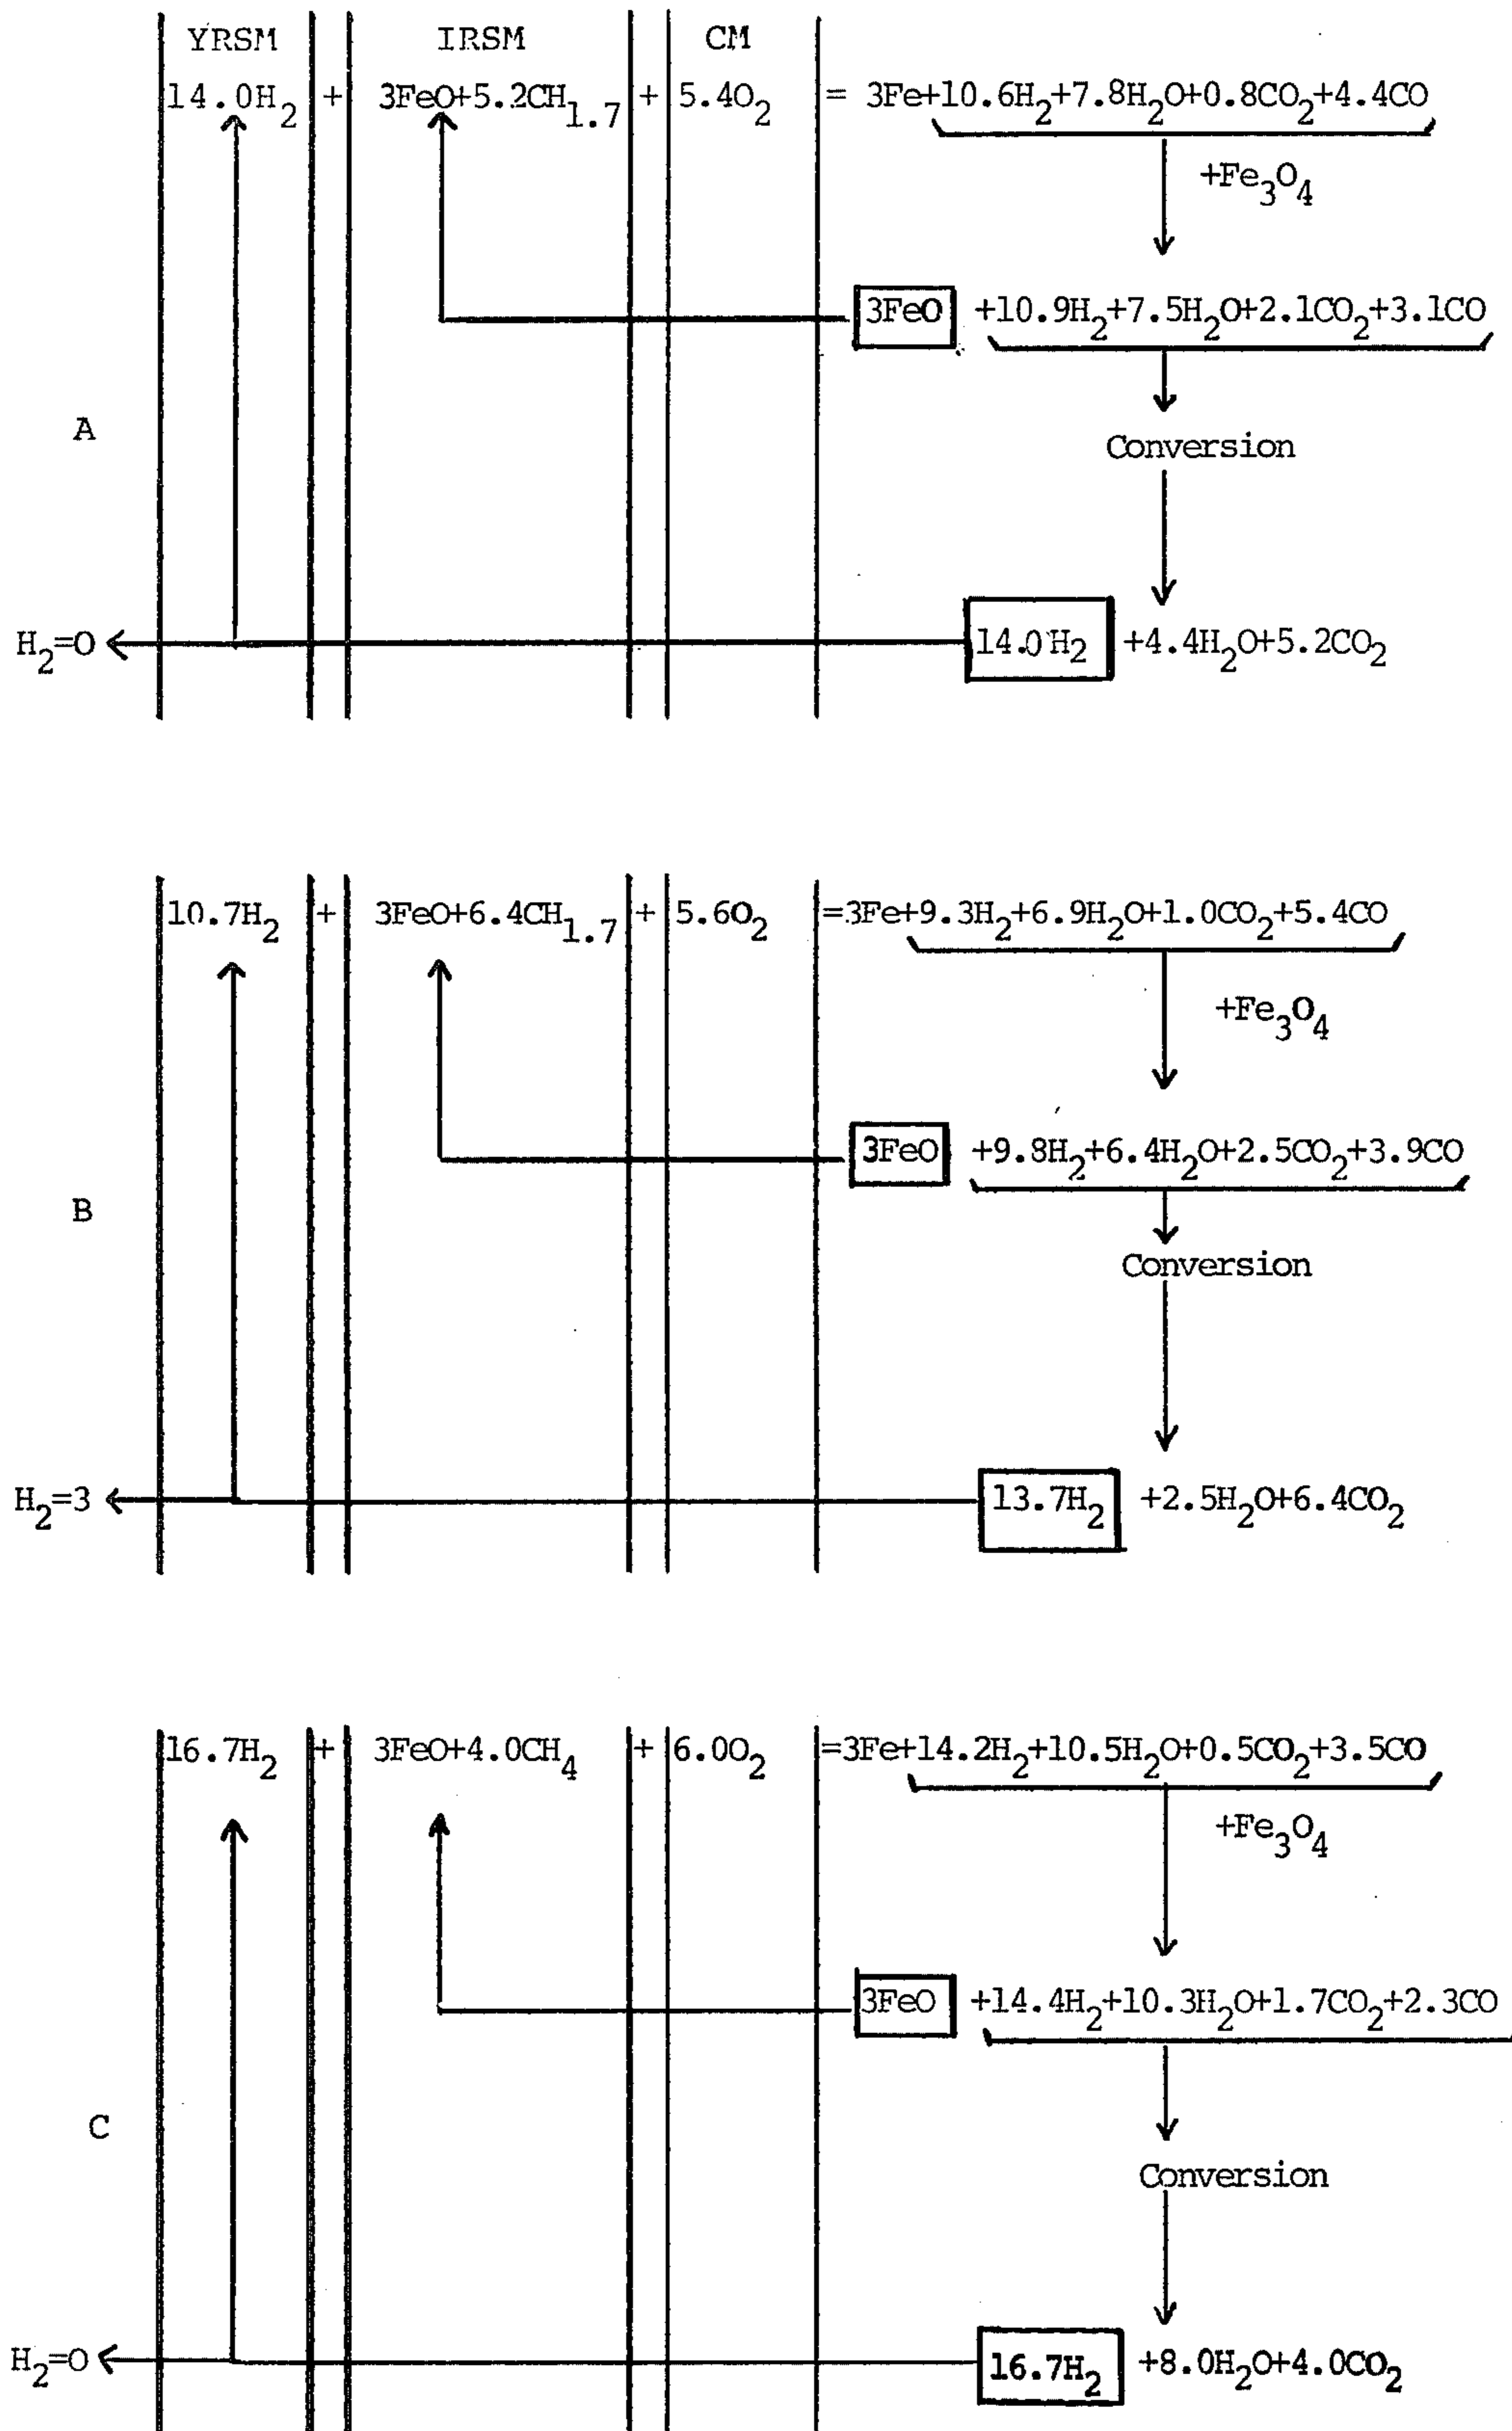 YRSM IRSM CM
14.0H₂ + 3FeO+5.2CH₁.₇ + 5.4O₂ = 3Fe+10.6H₂+7.8H₂O+0.8CO₂+4.4CO
+Fe₃O₄
3FeO +10.9H₂+7.5H₂O+2.1CO₂+3.1CO
A
Conversion
H₂=0 14.0H₂ +4.4H₂O+5.2CO₂
10.7H₂ + 3FeO+6.4CH₁.₇ + 5.6O₂ =3Fe+9.3H₂+6.9H₂O+1.0CO₂+5.4CO
+Fe₃O₄
3FeO +9.8H₂+6.4H₂O+2.5CO₂+3.9CO
B
Conversion
H₂=3 13.7H₂ +2.5H₂O+6.4CO₂
16.7H₂ + 3FeO+4.0CH₄ + 6.0O₂ =3Fe+14.2H₂+10.5H₂O+0.5CO₂+3.5CO
+Fe₃O₄
3FeO +14.4H₂+10.3H₂O+1.7CO₂+2.3CO
C
Conversion
H₂=0 16.7H₂ +8.0H₂O+4.0CO₂